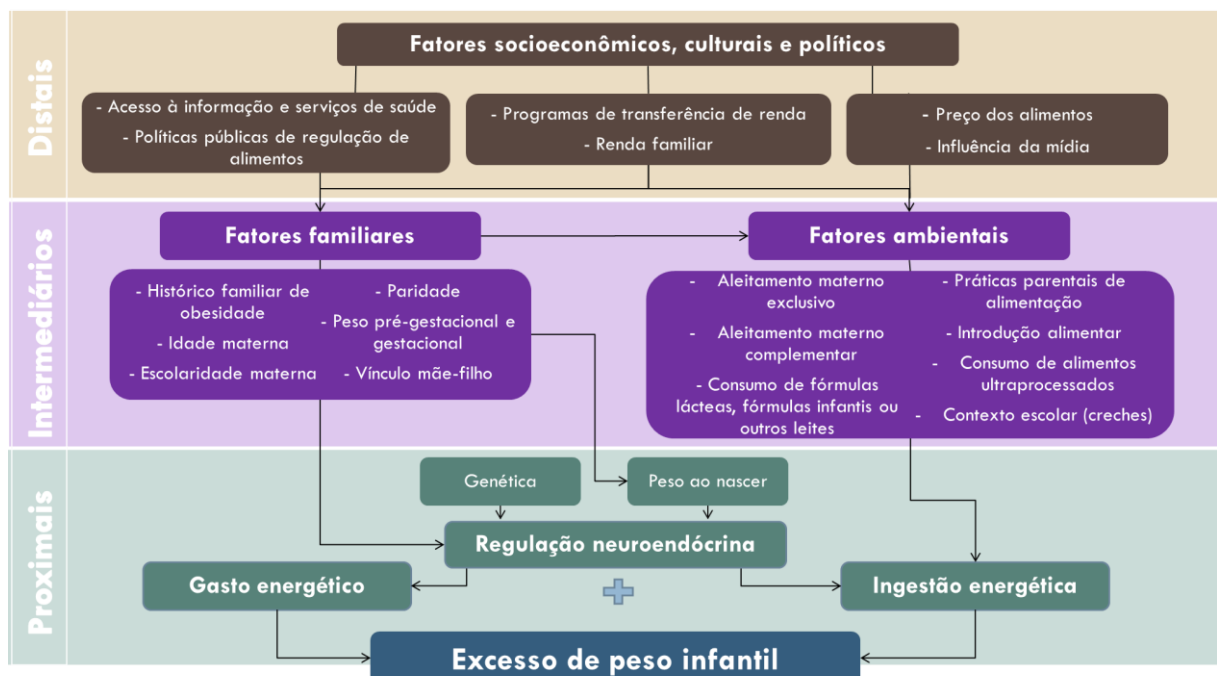 Distais
Fatores socioeconômicos, culturais e políticos
- Acesso à informação e serviços de saúde
- Políticas públicas de regulação de
alimentos
- Programas de transferência de renda
- Renda familiar
- Preço dos alimentos
- Influência da mídia
Intermediários
Fatores familiares
- Histórico familiar de
obesidade
- Idade materna
- Escolaridade materna
- Paridade
- Peso pré-gestacional e
gestacional
- Vínculo mãe-filho
Fatores ambientais
- Aleitamento materno
exclusivo
- Aleitamento materno
complementar
- Consumo de fórmulas
lácteas, fórmulas infantis ou
outros leites
- Práticas parentais de
alimentação
- Introdução alimentar
- Consumo de alimentos
ultraprocessados
- Contexto escolar (creches)
Proximais
Genética
Peso ao nascer
Regulação neuroendócrina
Gasto energético
Ingestão energética
Excesso de peso infantil